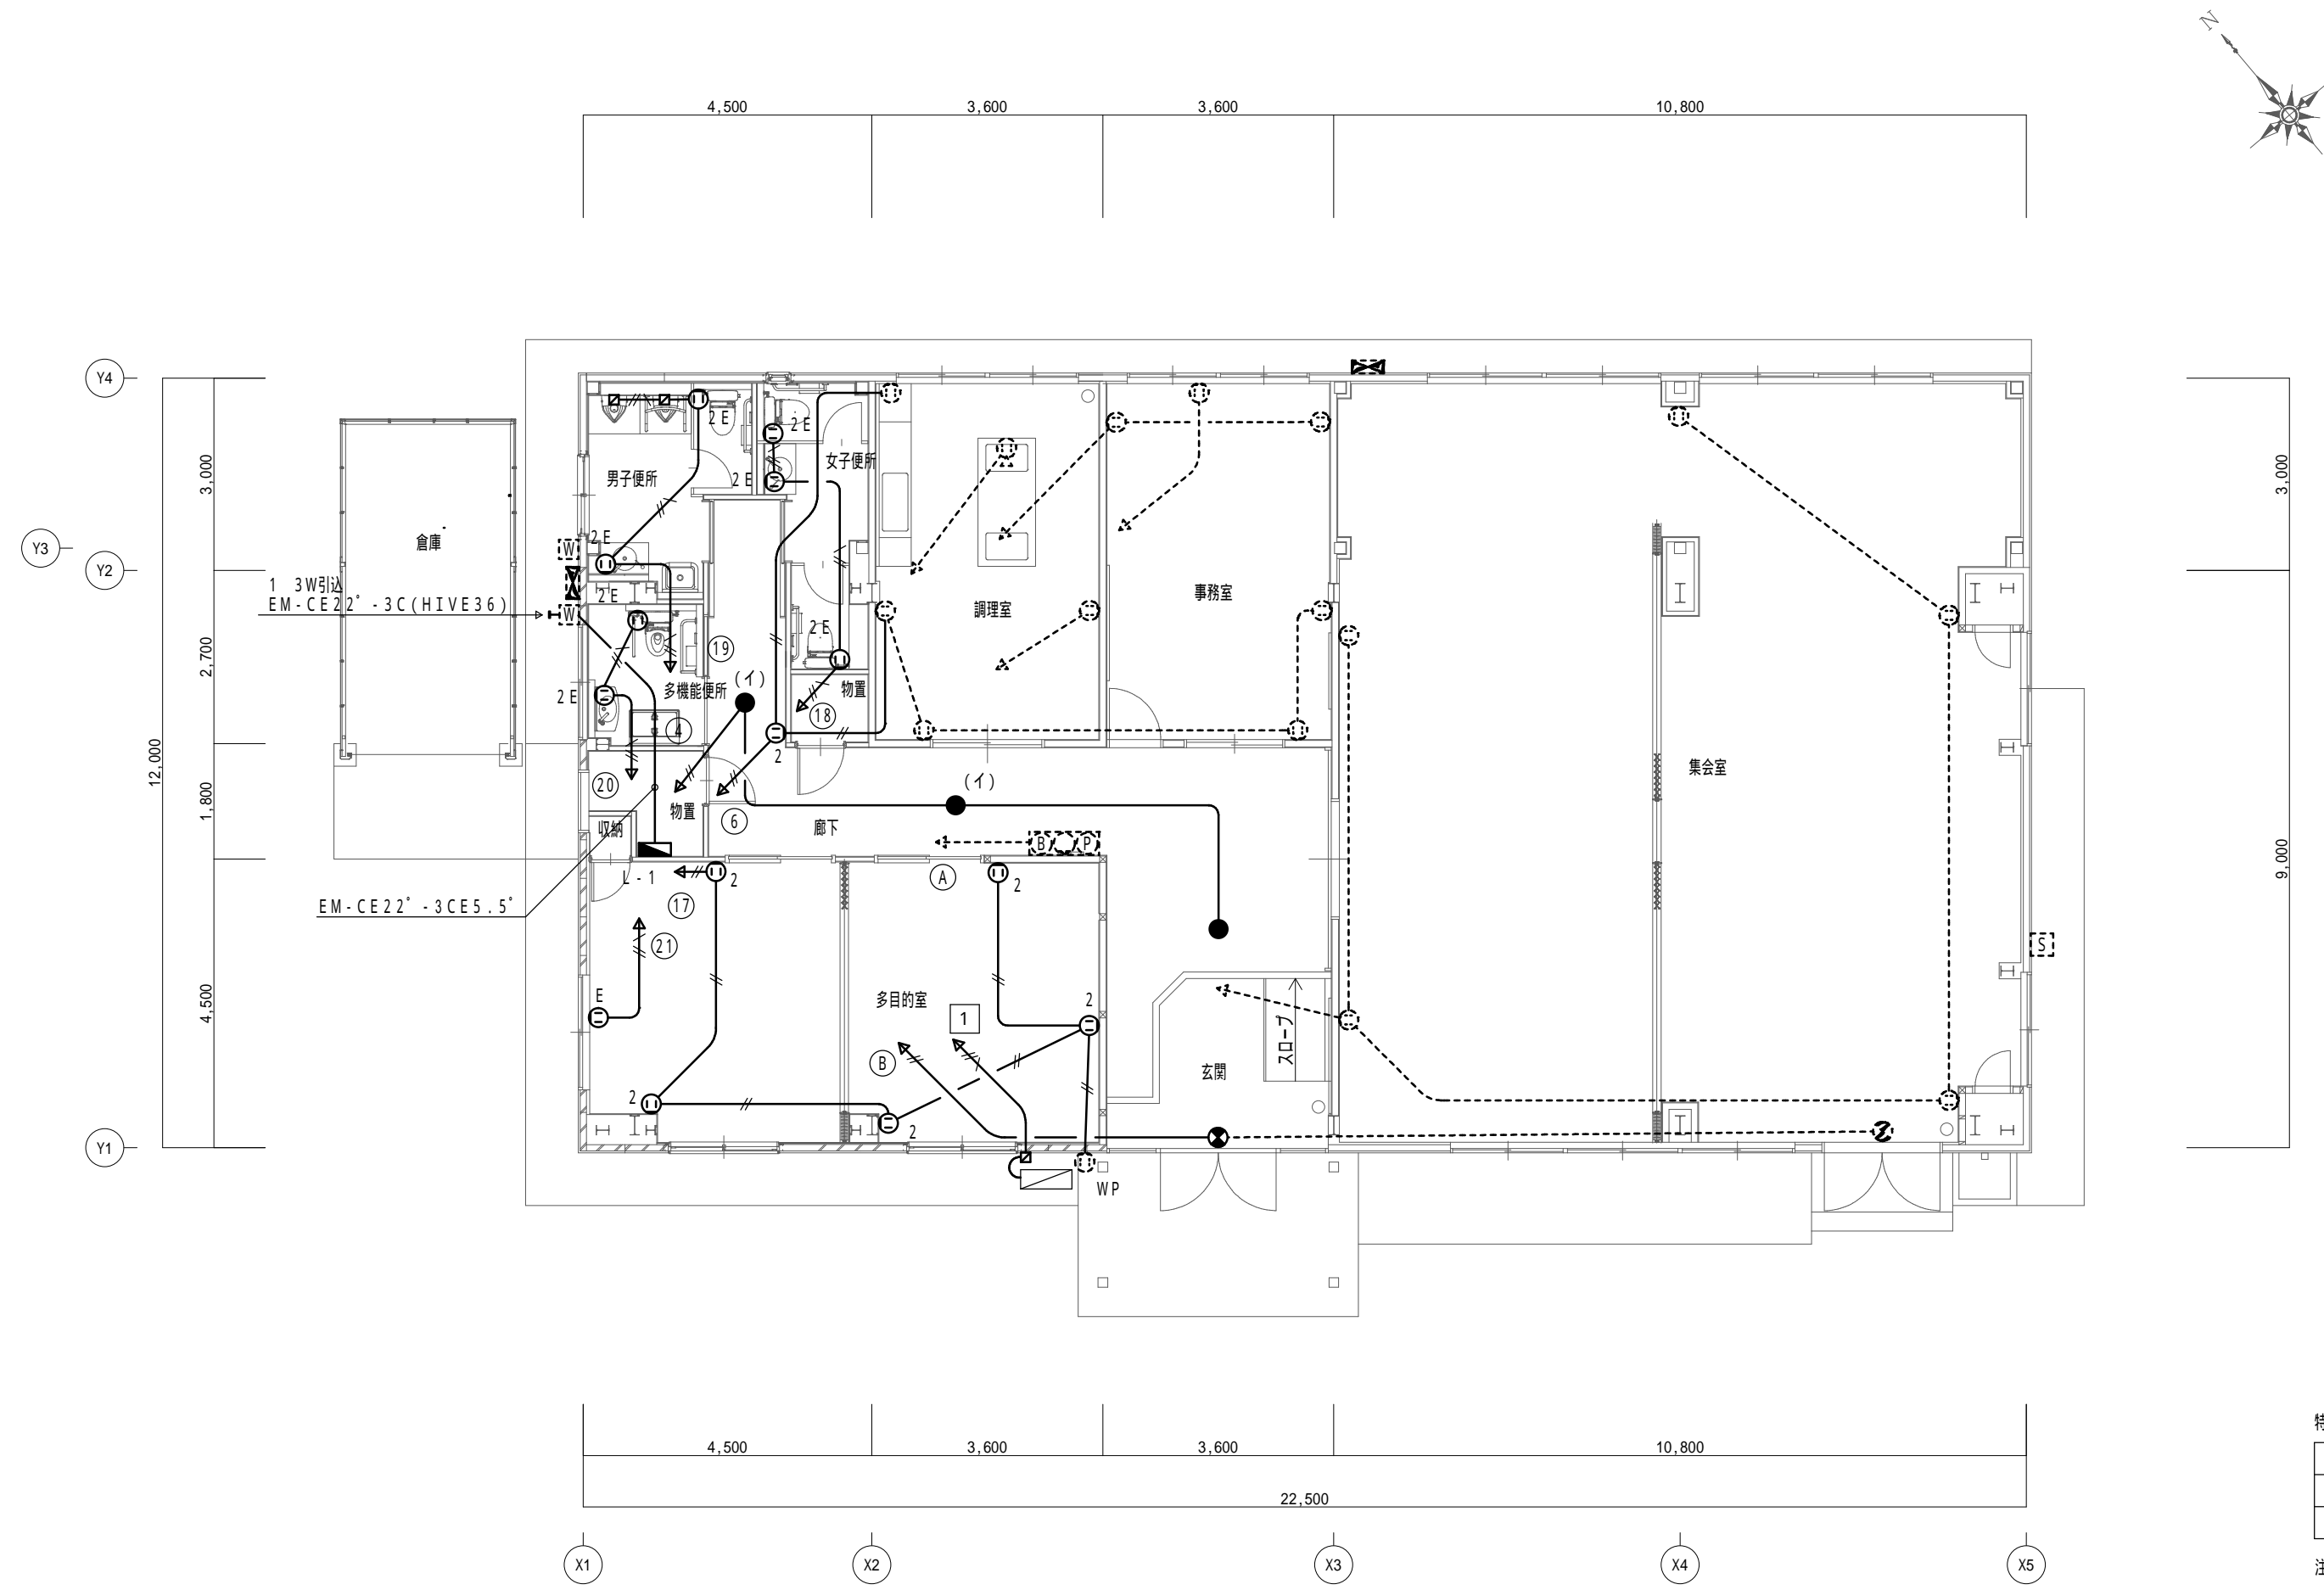 N
4,500
3,600
3,600
10,800
Y4
Y3
Y2
Y1
3,000
2,700
1,800
4,500
12,000
3,000
9,000
倉庫
1 3W引込
EM-CE22°-3C(HIVE36)
EM-CE22°-3CE5.5°
W
W
男子便所
2E
2E
2E
2E
女子便所
2E
2E
2E
多機能便所
19
(イ)
物置
18
4
2
20
物置
6
収納
L-1
廊下
(イ)
B
P
調理室
事務室
集会室
S
17
2
21
E
2
A
2
多目的室
1
2
B
2
WP
玄関
スロープ
4,500
3,600
3,600
10,800
22,500
X1
X2
X3
X4
X5